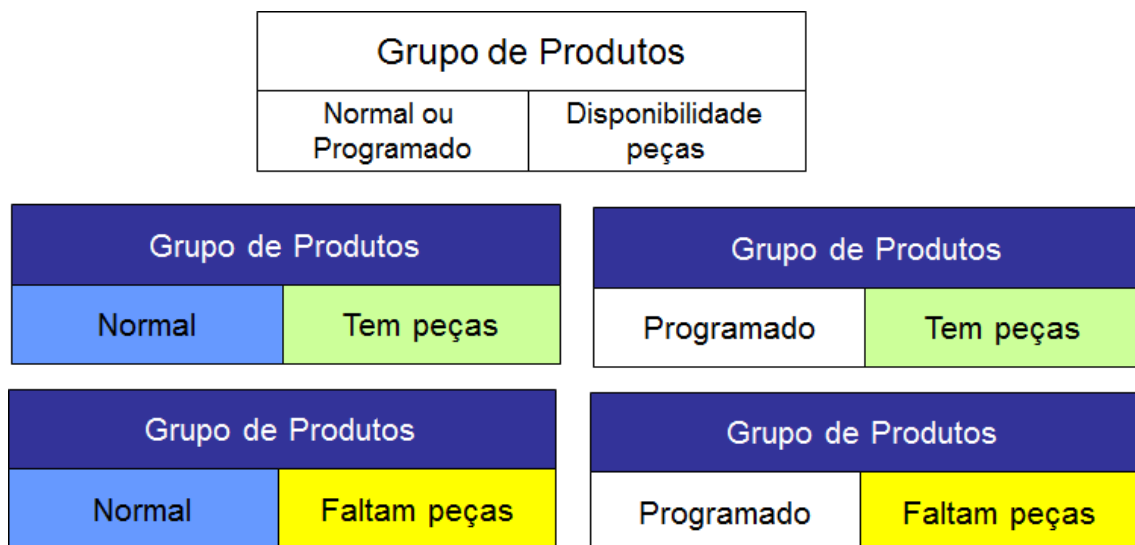 Grupo de Produtos
Normal ou
Programado
Disponibilidade
peças
Grupo de Produtos
Normal
Tem peças
Grupo de Produtos
Programado
Tem peças
Grupo de Produtos
Normal
Faltam peças
Grupo de Produtos
Programado
Faltam peças